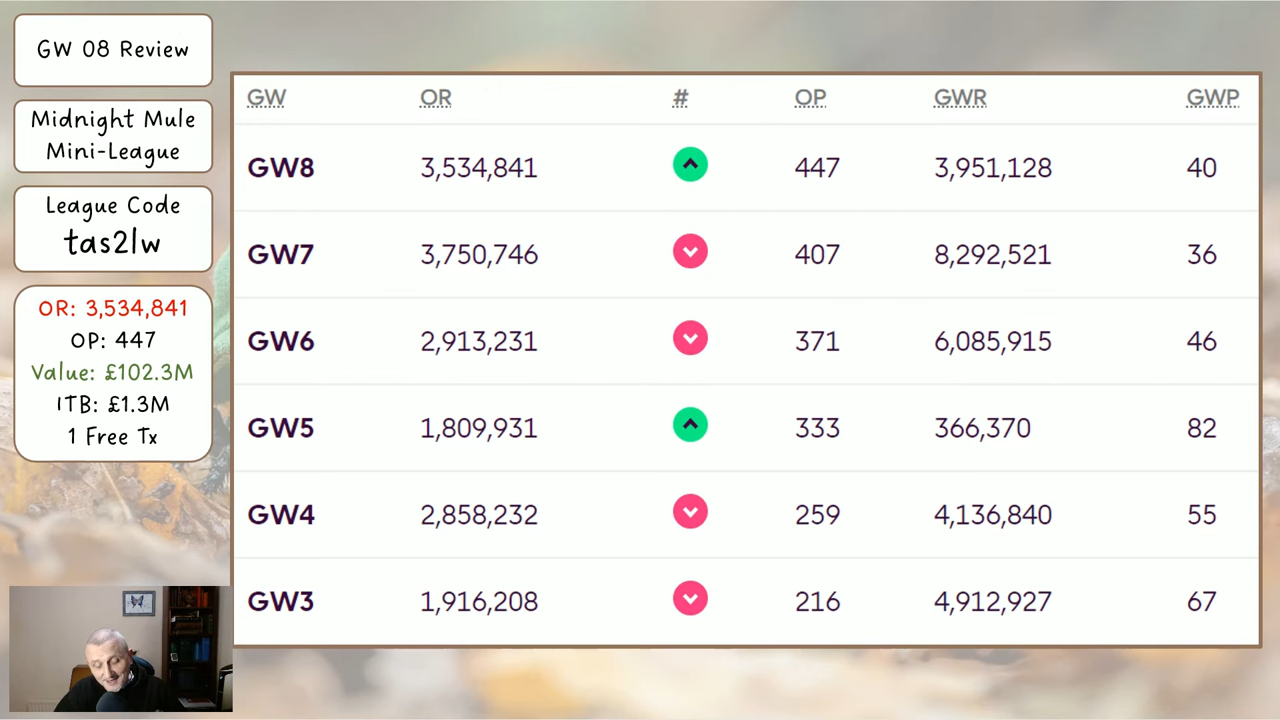 GW 08 Review
Midnight Mule
Mini-League
League Code
tas2lw
OR: 3,534,841
OP: 447
Value: £102.3M
ITB: £1.3M
1 Free Tx
GW OR # OP GWR GWP
GW8 3,534,841 447 3,951,128 40
GW7 3,750,746 407 8,292,521 36
GW6 2,913,231 371 6,085,915 46
GW5 1,809,931 333 366,370 82
GW4 2,858,232 259 4,136,840 55
GW3 1,916,208 216 4,912,927 67